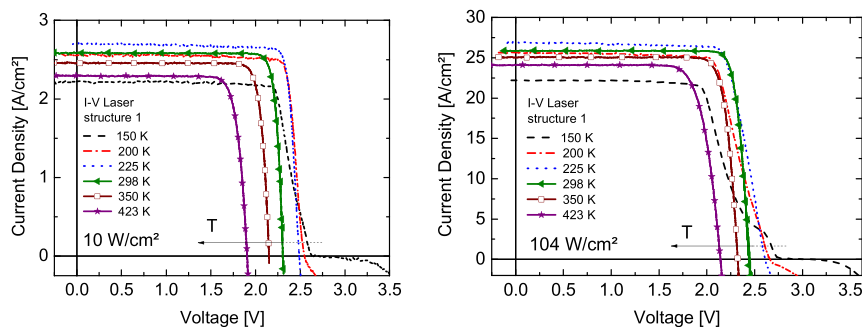 3
2
1
0
Current Density [A/cm²]
I-V Laser
structure 1
150 K
200 K
225 K
298 K
350 K
423 K
10 W/cm²
T
0.0 0.5 1.0 1.5 2.0 2.5 3.0 3.5
Voltage [V]
30
25
20
15
10
5
0
Current Density [A/cm²]
I-V Laser
structure 1
150 K
200 K
225 K
298 K
350 K
423 K
104 W/cm²
T
0.0 0.5 1.0 1.5 2.0 2.5 3.0 3.5
Voltage [V]